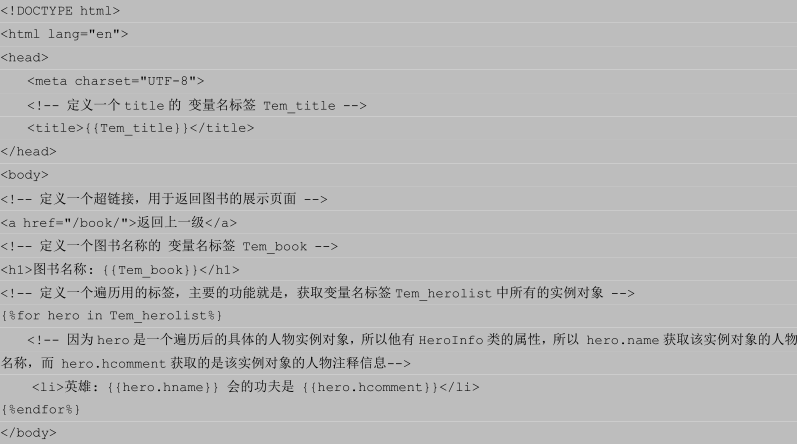 <!DOCTYPE html>
<html lang="en">
<head>
<meta charset="UTF-8">
<!-- 定义一个 title 的 变量名标签 Tem_title -->
<title>{{Tem_title}}</title>
</head>
<body>
<!-- 定义一个超链接，用于返回图书的展示页面 -->
<a href="/book/">返回上一级</a>
<!-- 定义一个图书名称的 变量名标签 Tem_book -->
<h1>图书名称：{{Tem_book}}</h1>
<!-- 定义一个遍历用的标签，主要的功能就是，获取变量名标签 Tem_herolist 中所有的实例对象 -->
{%for hero in Tem_herolist%}
<!-- 因为 hero 是一个遍历后的具体的人物实例对象，所以他有 HeroInfo 类的属性，所以 hero.name 获取该实例对象的人物
名称，而 hero.hcomment 获取的是该实例对象的人物注释信息-->
<li>英雄：{{hero.hname}} 会的功夫是 {{hero.hcomment}}</li>
{%endfor%}
</body>